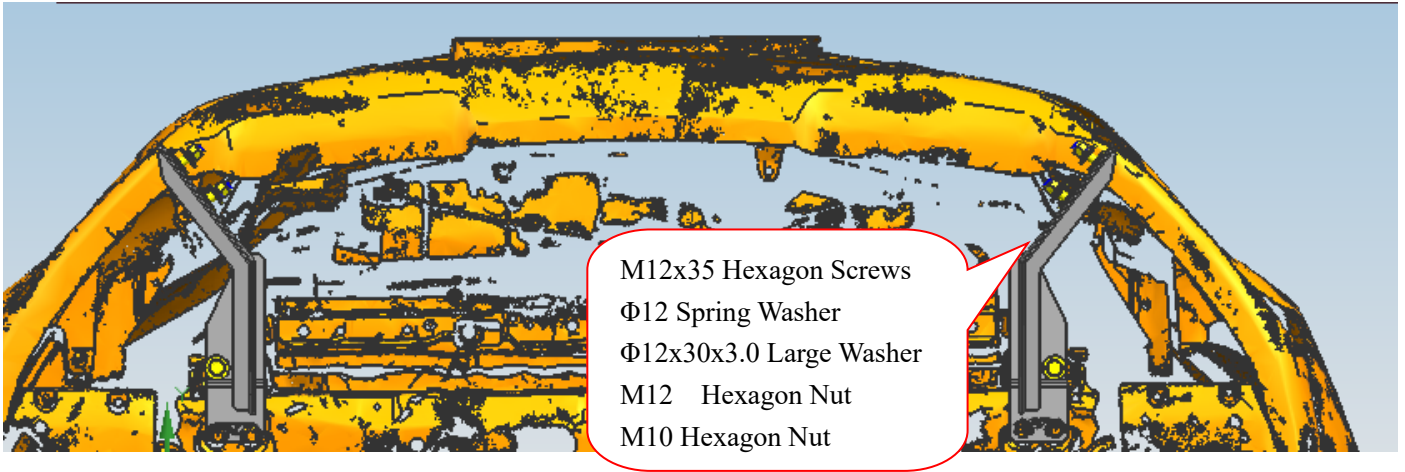 M12x35 Hexagon Screws
Φ12 Spring Washer
Φ12x30x3.0 Large Washer
M12    Hexagon Nut
M10 Hexagon Nut